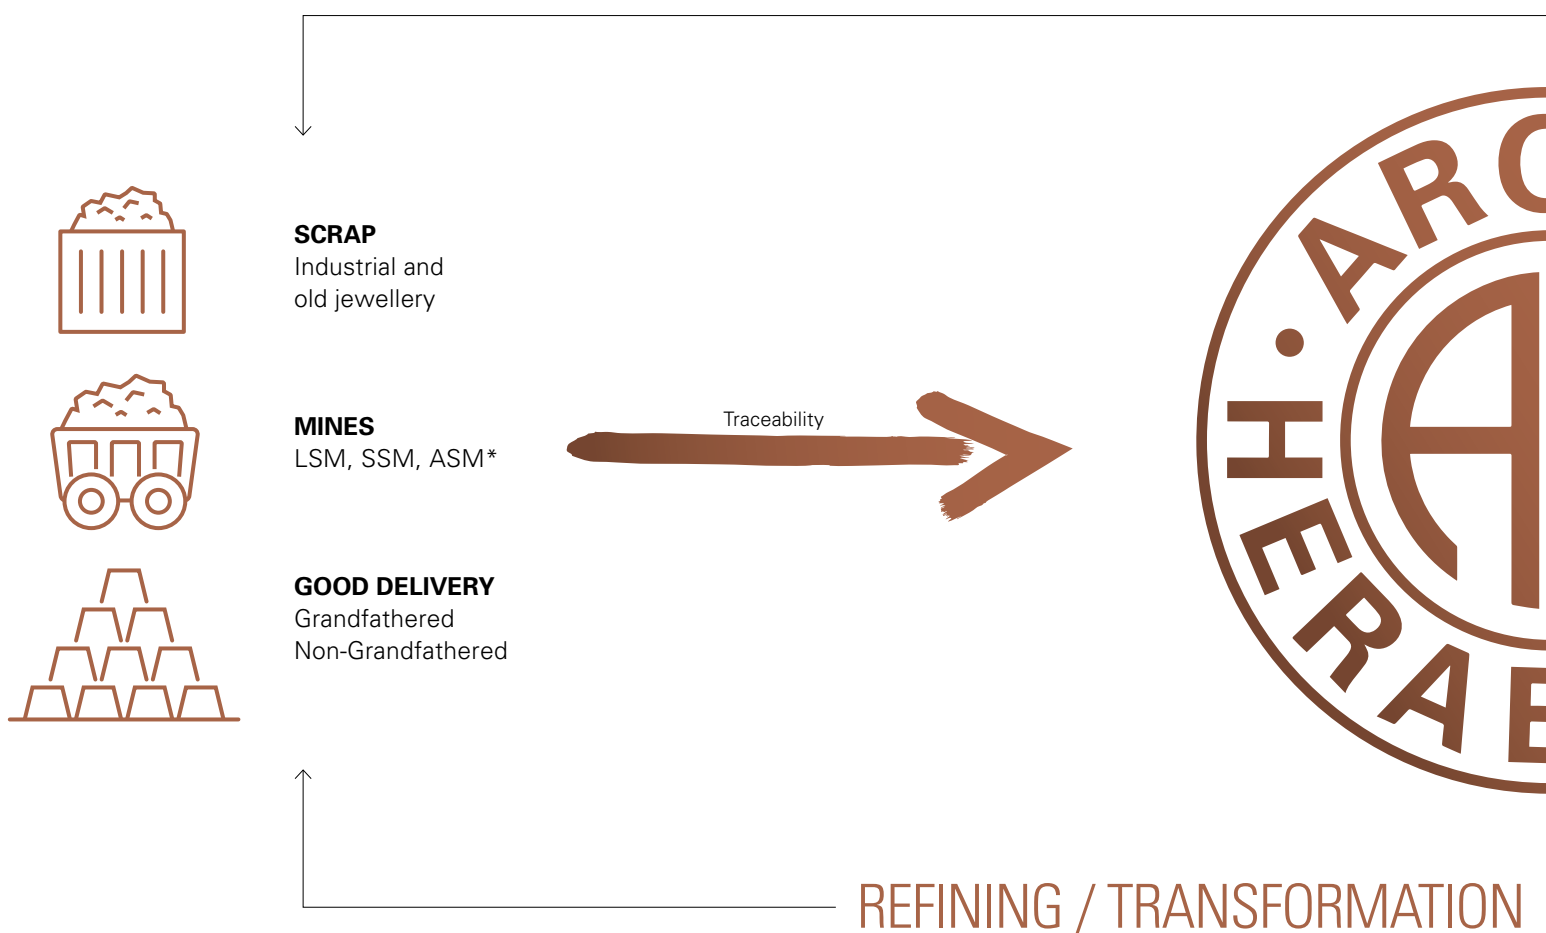 SCRAP
Industrial and
old jewellery
MINES
LSM, SSM, ASM*
Traceability
GOOD DELIVERY
Grandfathered
Non-Grandfathered
REFINING / TRANSFORMATION